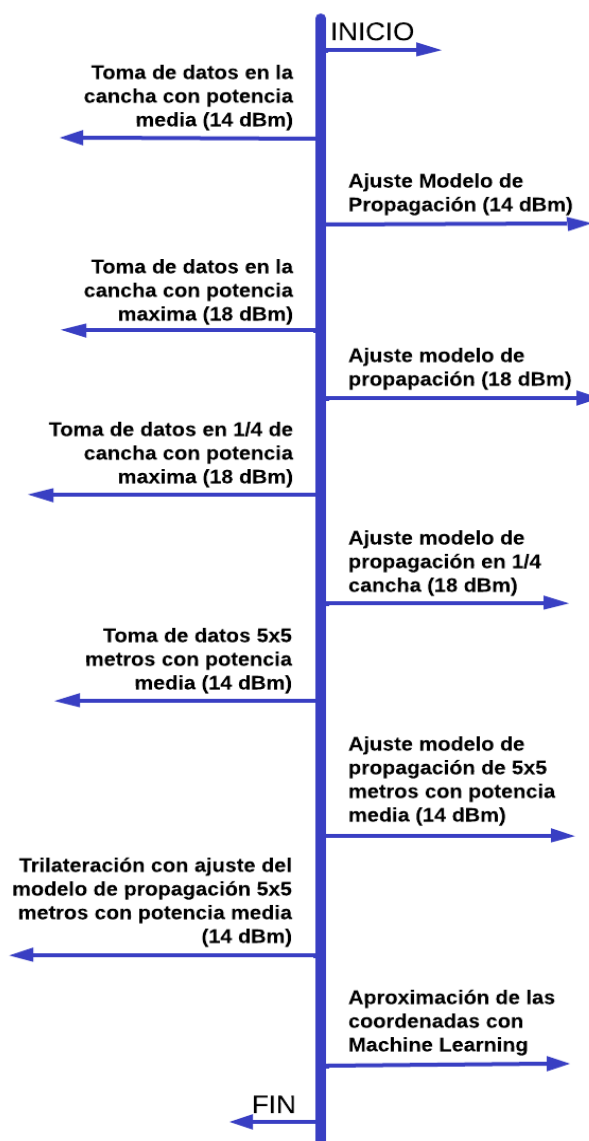 INICIO
Toma de datos en la
cancha con potencia
media (14 dBm)
Ajuste Modelo de
Propagación (14 dBm)
Toma de datos en la
cancha con potencia
maxima (18 dBm)
Ajuste modelo de
propapación (18 dBm)
Toma de datos en 1/4 de
cancha con potencia
maxima (18 dBm)
Ajuste modelo de
propagación en 1/4
cancha (18 dBm)
Toma de datos 5x5
metros con potencia
media (14 dBm)
Ajuste modelo de
propagación de 5x5
metros con potencia
media (14 dBm)
Trilateración con ajuste del
modelo de propagación 5x5
metros con potencia media
(14 dBm)
Aproximación de las
coordenadas con
Machine Learning
FIN